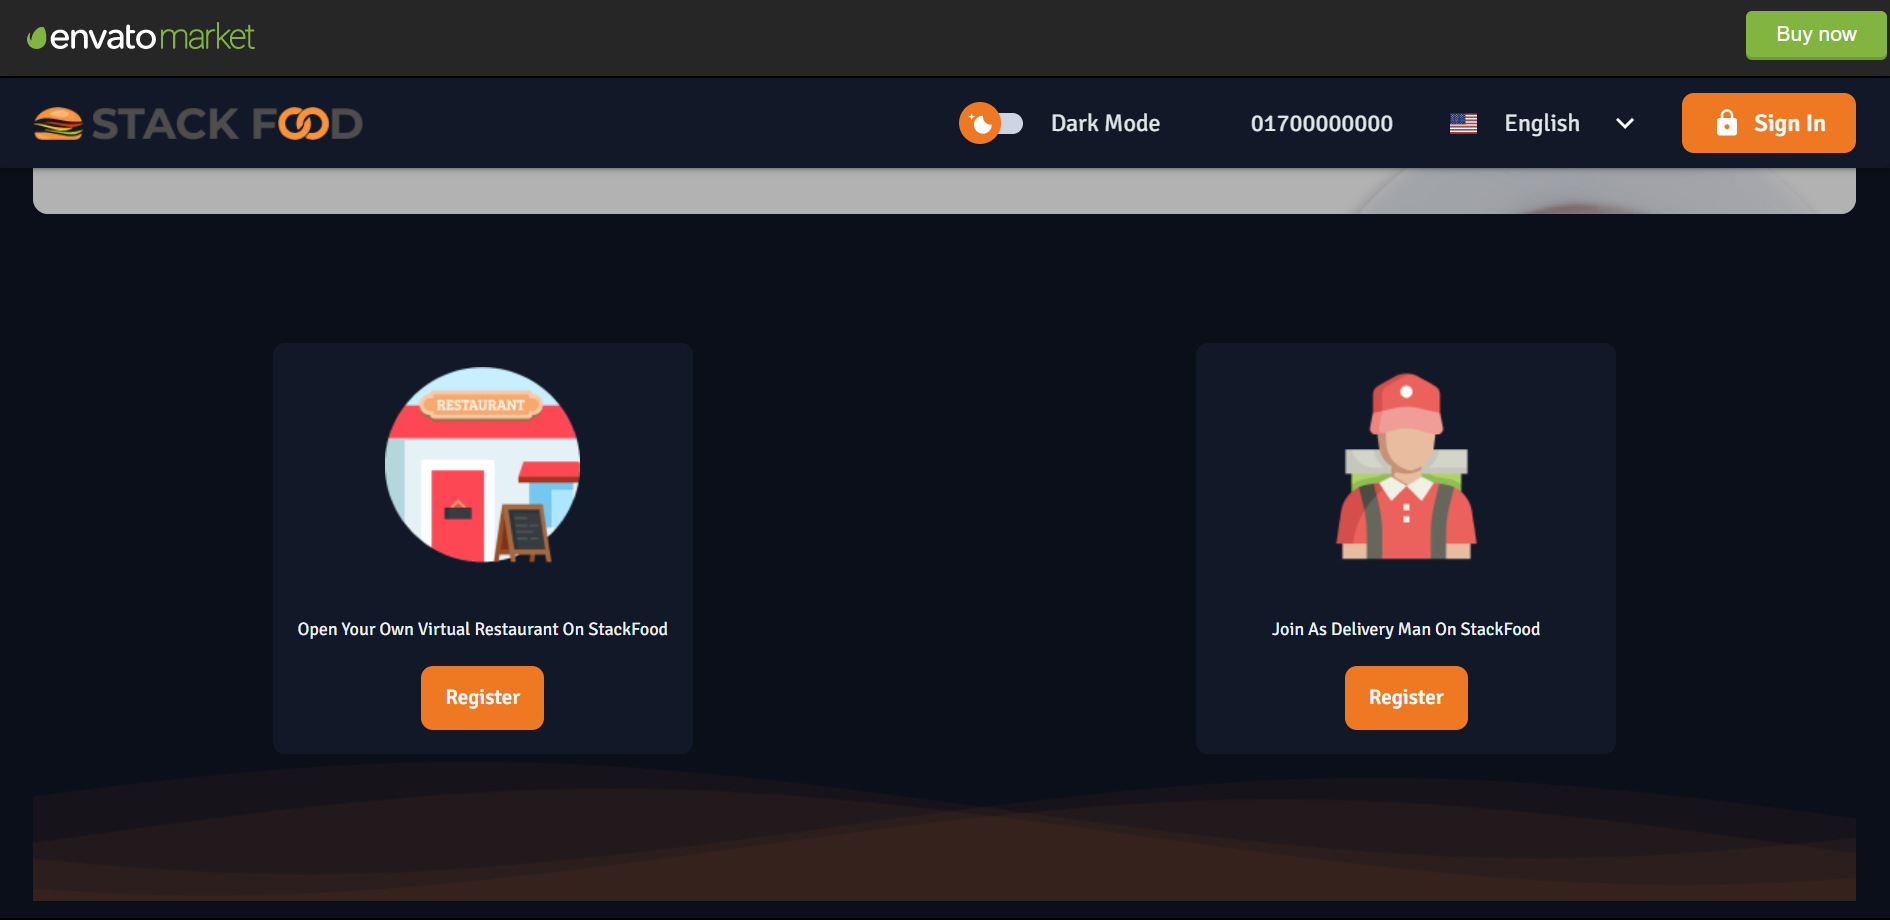 envatomarket
Buy now
STACK FOOD
Dark Mode
01700000000
English
Sign In
RESTAURANT
Open Your Own Virtual Restaurant On StackFood
Register
Join As Delivery Man On StackFood
Register